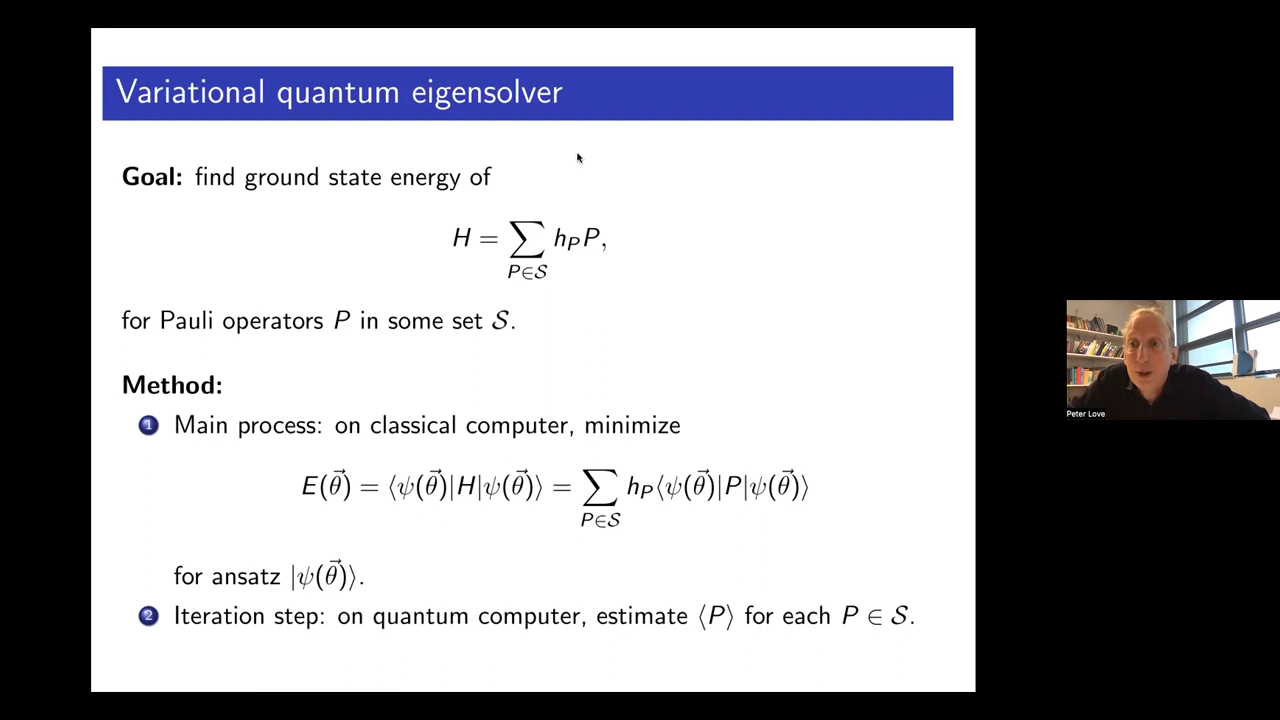 Variational quantum eigensolver
Goal: find ground state energy of
H = ∑_{P∈𝒮} h_P P,
for Pauli operators P in some set 𝒮.
Method:
1 Main process: on classical computer, minimize
E(θ⃗) = ⟨ψ(θ⃗)|H|ψ(θ⃗)⟩ = ∑_{P∈𝒮} h_P⟨ψ(θ⃗)|P|ψ(θ⃗)⟩
for ansatz |ψ(θ⃗)⟩.
2 Iteration step: on quantum computer, estimate ⟨P⟩ for each P ∈ 𝒮.
Peter Love